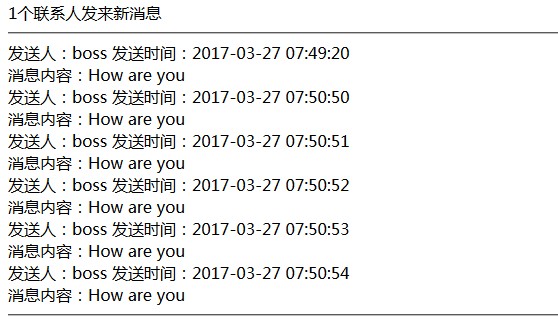 1个联系人发来新消息
发送人：boss 发送时间：2017-03-27 07:49:20
消息内容：How are you
发送人：boss 发送时间：2017-03-27 07:50:50
消息内容：How are you
发送人：boss 发送时间：2017-03-27 07:50:51
消息内容：How are you
发送人：boss 发送时间：2017-03-27 07:50:52
消息内容：How are you
发送人：boss 发送时间：2017-03-27 07:50:53
消息内容：How are you
发送人：boss 发送时间：2017-03-27 07:50:54
消息内容：How are you